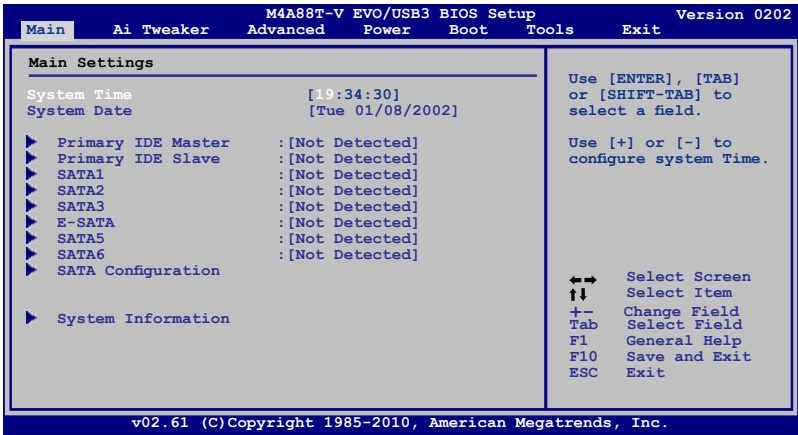 M4A88T-V EVO/USB3 BIOS Setup Version 0202
Main Ai Tweaker Advanced Power Boot Tools Exit
Main Settings
System Time [19:34:30]
System Date [Tue 01/08/2002]
Primary IDE Master :[Not Detected]
Primary IDE Slave :[Not Detected]
SATA1 :[Not Detected]
SATA2 :[Not Detected]
SATA3 :[Not Detected]
E-SATA :[Not Detected]
SATA5 :[Not Detected]
SATA6 :[Not Detected]
SATA Configuration
System Information
Use [ENTER], [TAB]
or [SHIFT-TAB] to
select a field.
Use [+] or [-] to
configure system Time.
←→ Select Screen
↑↓ Select Item
+- Change Field
Tab Select Field
F1 General Help
F10 Save and Exit
ESC Exit
v02.61 (C)Copyright 1985-2010, American Megatrends, Inc.